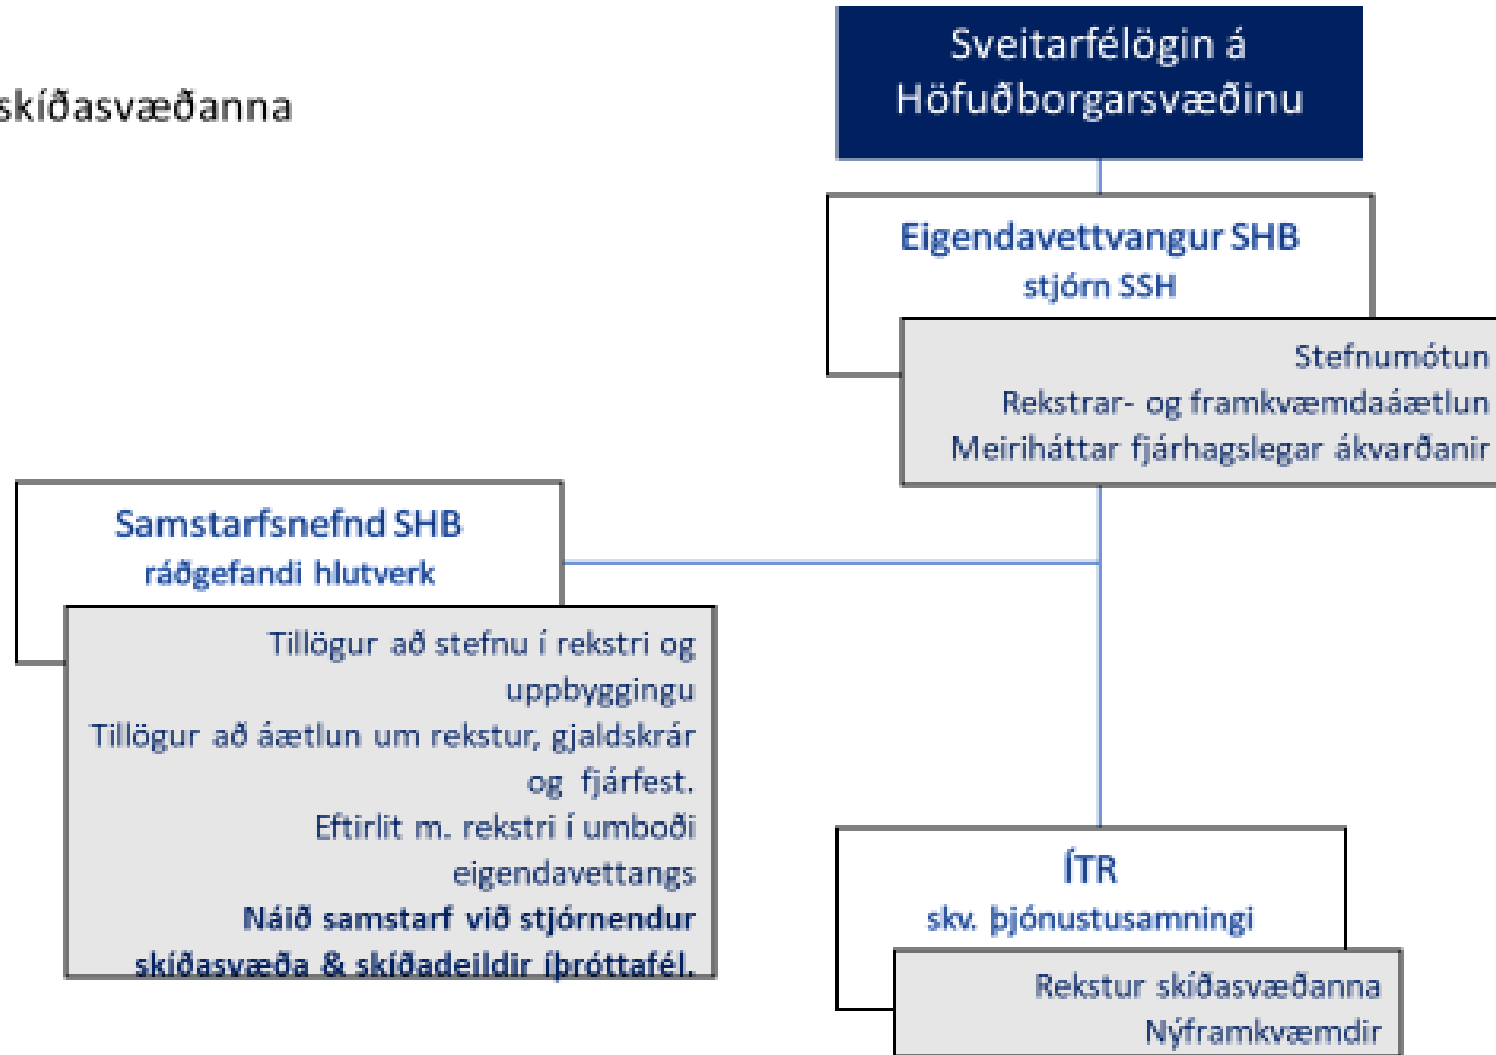 skíðasvæðanna
Sveitarfélögin á
Höfuðborgarsvæðinu
Eigendavettvangur SHB
stjórn SSH
Stefnumótun
Rekstrar- og framkvæmdaáætlun
Meiriháttar fjárhagslegar ákvarðanir
Samstarfsnefnd SHB
ráðgefandi hlutverk
Tillögur að stefnu í rekstri og
uppbyggingu
Tillögur að áætlun um rekstur, gjaldskrár
og fjárfest.
Eftirlit m. rekstri í umboði
eigendavettangs
Náið samstarf við stjórnendur
skíðasvæða & skíðadeildir íþróttafél.
ÍTR
skv. þjónustusamningi
Rekstur skíðasvæðanna
Nýframkvæmdir